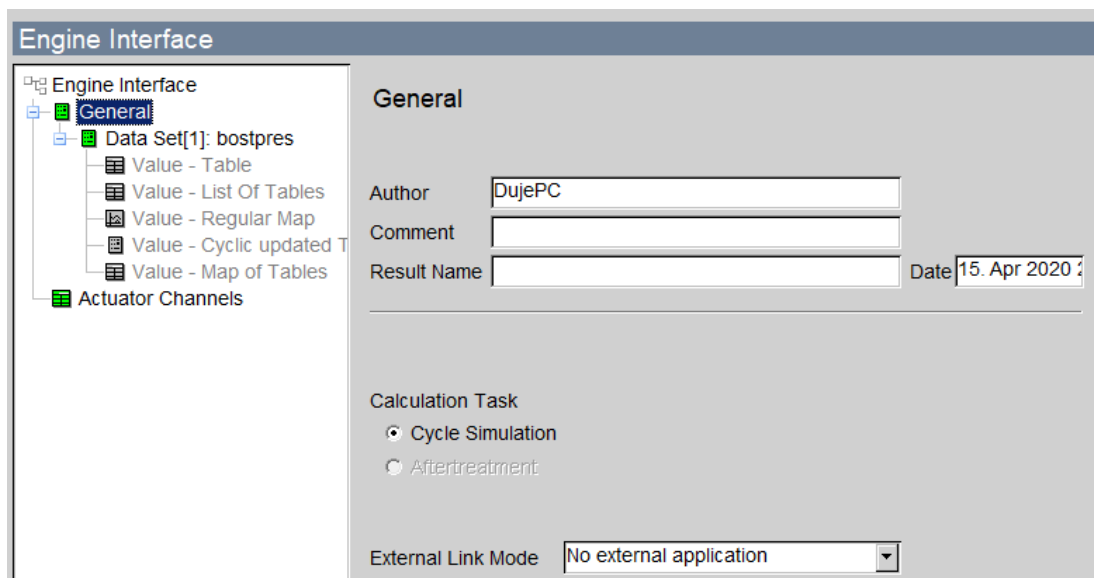 Engine Interface
Engine Interface
General
Data Set[1]: bostpres
Value - Table
Value - List Of Tables
Value - Regular Map
Value - Cyclic updated T
Value - Map of Tables
Actuator Channels
General
Author DujePC
Comment
Result Name Date 15. Apr 2020
Calculation Task
Cycle Simulation
Aftertreatment
External Link Mode No external application